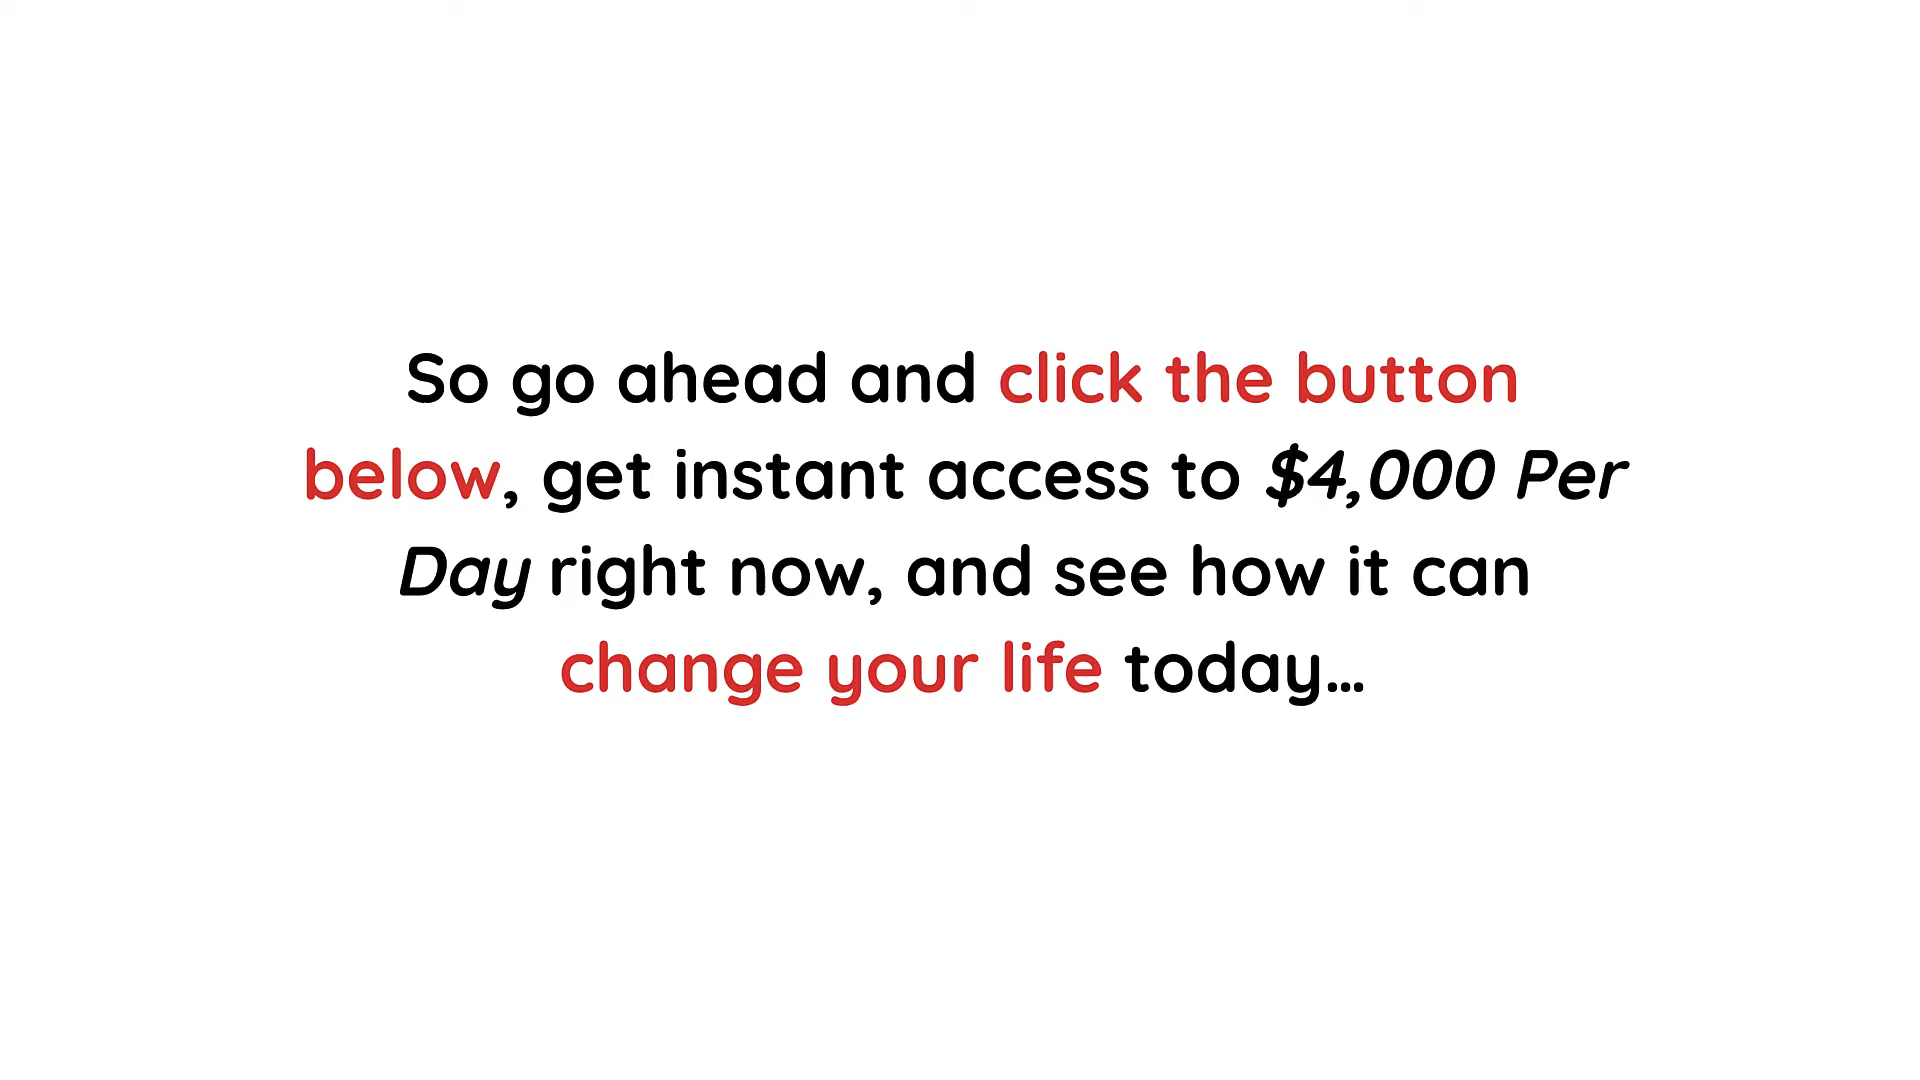 So go ahead and click the button
below, get instant access to $4,000 Per
Day right now, and see how it can
change your life today...